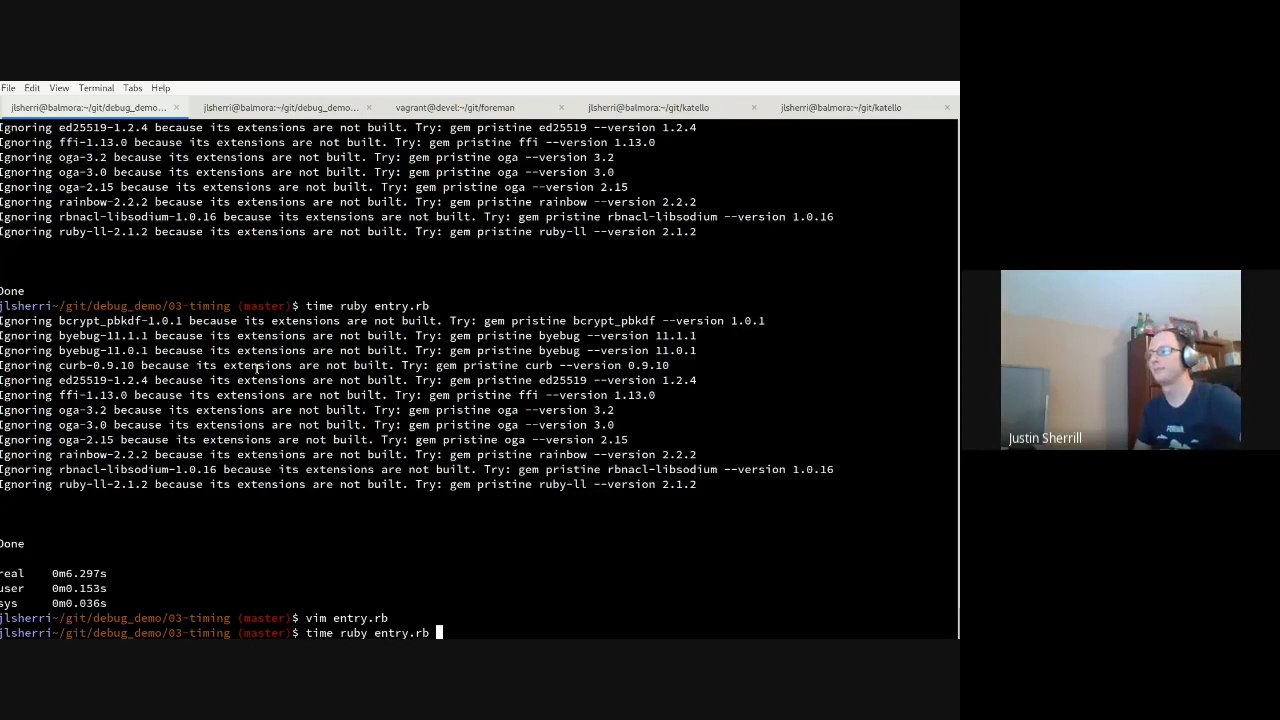 File Edit View Terminal Tabs Help
jlsherri@balmora:~/git/debug_demo... × jlsherri@balmora:~/git/debug_demo... × vagrant@devel:~/git/foreman × jlsherri@balmora:~/git/katello × jlsherri@balmora:~/git/katello ×
Ignoring ed25519-1.2.4 because its extensions are not built. Try: gem pristine ed25519 --version 1.2.4
Ignoring ffi-1.13.0 because its extensions are not built. Try: gem pristine ffi --version 1.13.0
Ignoring oga-3.2 because its extensions are not built. Try: gem pristine oga --version 3.2
Ignoring oga-3.0 because its extensions are not built. Try: gem pristine oga --version 3.0
Ignoring oga-2.15 because its extensions are not built. Try: gem pristine oga --version 2.15
Ignoring rainbow-2.2.2 because its extensions are not built. Try: gem pristine rainbow --version 2.2.2
Ignoring rbnacl-libsodium-1.0.16 because its extensions are not built. Try: gem pristine rbnacl-libsodium --version 1.0.16
Ignoring ruby-ll-2.1.2 because its extensions are not built. Try: gem pristine ruby-ll --version 2.1.2
Done
jlsherri~/git/debug_demo/03-timing (master)$ time ruby entry.rb
Ignoring bcrypt_pbkdf-1.0.1 because its extensions are not built. Try: gem pristine bcrypt_pbkdf --version 1.0.1
Ignoring byebug-11.1.1 because its extensions are not built. Try: gem pristine byebug --version 11.1.1
Ignoring byebug-11.0.1 because its extensions are not built. Try: gem pristine byebug --version 11.0.1
Ignoring curb-0.9.10 because its extensions are not built. Try: gem pristine curb --version 0.9.10
Ignoring ed25519-1.2.4 because its extensions are not built. Try: gem pristine ed25519 --version 1.2.4
Ignoring ffi-1.13.0 because its extensions are not built. Try: gem pristine ffi --version 1.13.0
Ignoring oga-3.2 because its extensions are not built. Try: gem pristine oga --version 3.2
Ignoring oga-3.0 because its extensions are not built. Try: gem pristine oga --version 3.0
Ignoring oga-2.15 because its extensions are not built. Try: gem pristine oga --version 2.15
Ignoring rainbow-2.2.2 because its extensions are not built. Try: gem pristine rainbow --version 2.2.2
Ignoring rbnacl-libsodium-1.0.16 because its extensions are not built. Try: gem pristine rbnacl-libsodium --version 1.0.16
Ignoring ruby-ll-2.1.2 because its extensions are not built. Try: gem pristine ruby-ll --version 2.1.2
Done
real 0m6.297s
user 0m0.153s
sys 0m0.036s
jlsherri~/git/debug_demo/03-timing (master)$ vim entry.rb
jlsherri~/git/debug_demo/03-timing (master)$ time ruby entry.rb
Justin Sherrill